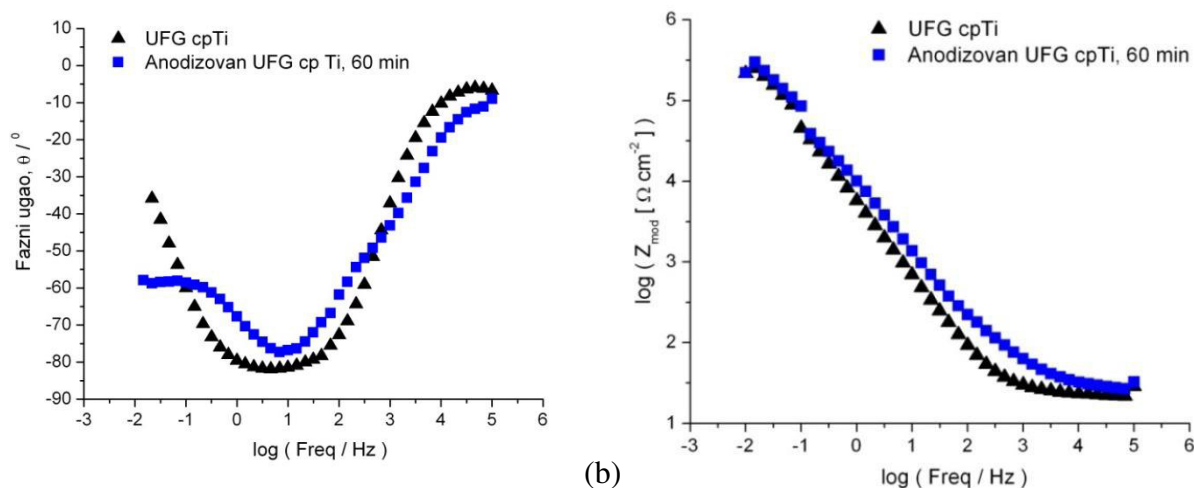 10
0
-10
-20
-30
-40
-50
-60
-70
-80
-90
Fazni ugao, θ / ⁰
▲ UFG cpTi
■ Anodizovan UFG cp Ti, 60 min
-3 -2 -1 0 1 2 3 4 5 6
log ( Freq / Hz )
(b)
6
5
4
3
2
1
log ( Z_mod [ Ω cm⁻² ] )
▲ UFG cpTi
■ Anodizovan UFG cpTi, 60 min
-3 -2 -1 0 1 2 3 4 5 6
log ( Freq / Hz )